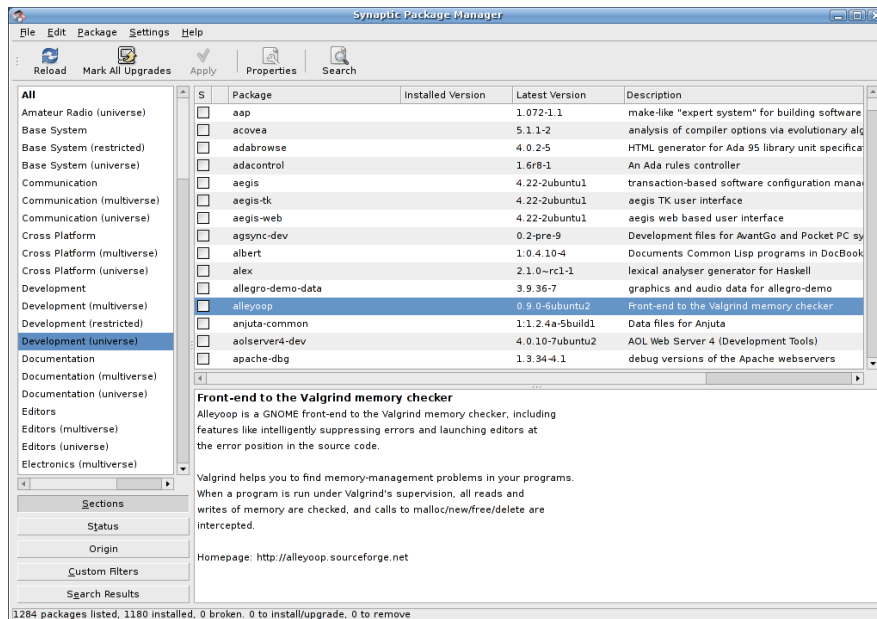 Synaptic Package Manager
File Edit Package Settings Help
Reload Mark All Upgrades Apply Properties Search
All
Amateur Radio (universe)
Base System
Base System (restricted)
Base System (universe)
Communication
Communication (multiverse)
Communication (universe)
Cross Platform
Cross Platform (multiverse)
Cross Platform (universe)
Development
Development (multiverse)
Development (restricted)
Development (universe)
Documentation
Documentation (multiverse)
Documentation (universe)
Editors
Editors (multiverse)
Editors (universe)
Electronics (multiverse)
Sections
Status
Origin
Custom Filters
Search Results
S Package Installed Version Latest Version Description
aap 1.072-1.1 make-like "expert system" for building software
acovea 5.1.1-2 analysis of compiler options via evolutionary alg
adabrowse 4.0.2-5 HTML generator for Ada 95 library unit specifica
adacontrol 1.6r8-1 An Ada rules controller
aegis 4.22-2ubuntu1 transaction-based software configuration mana
aegis-tk 4.22-2ubuntu1 aegis TK user interface
aegis-web 4.22-2ubuntu1 aegis web based user interface
agsync-dev 0.2-pre-9 Development files for AvantGo and Pocket PC sy
albert 1:0.4.10-4 Documents Common Lisp programs in DocBook
alex 2.1.0~rc1-1 lexical analyser generator for Haskell
allegro-demo-data 3.9.36-7 graphics and audio data for allegro-demo
alleyoop 0.9.0-6ubuntu2 Front-end to the Valgrind memory checker
anjuta-common 1:1.2.4a-5build1 Data files for Anjuta
aolserver4-dev 4.0.10-7ubuntu2 AOL Web Server 4 (Development Tools)
apache-dbg 1.3.34-4.1 debug versions of the Apache webservers
Front-end to the Valgrind memory checker
Alleyoop is a GNOME front-end to the Valgrind memory checker, including
features like intelligently suppressing errors and launching editors at
the error position in the source code.
Valgrind helps you to find memory-management problems in your programs.
When a program is run under Valgrind's supervision, all reads and
writes of memory are checked, and calls to malloc/new/free/delete are
intercepted.
Homepage: http://alleyoop.sourceforge.net
1284 packages listed, 1180 installed, 0 broken. 0 to install/upgrade, 0 to remove